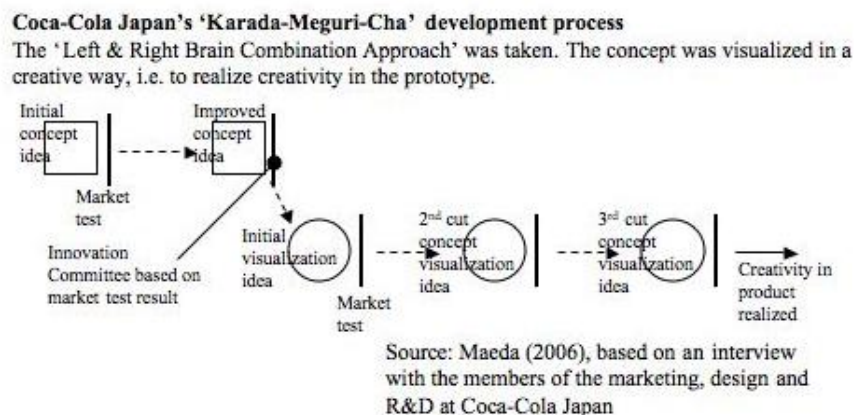 Coca-Cola Japan's ‘Karada-Meguri-Cha’ development process
The ‘Left & Right Brain Combination Approach’ was taken. The concept was visualized in a
creative way, i.e. to realize creativity in the prototype.
Initial
concept
idea
Market
test
Improved
concept
idea
Innovation
Committee based on
market test result
Initial
visualization
idea
Market
test
2nd cut
concept
visualization
idea
3rd cut
concept
visualization
idea
Creativity in
product
realized
Source: Maeda (2006), based on an interview
with the members of the marketing, design and
R&D at Coca-Cola Japan